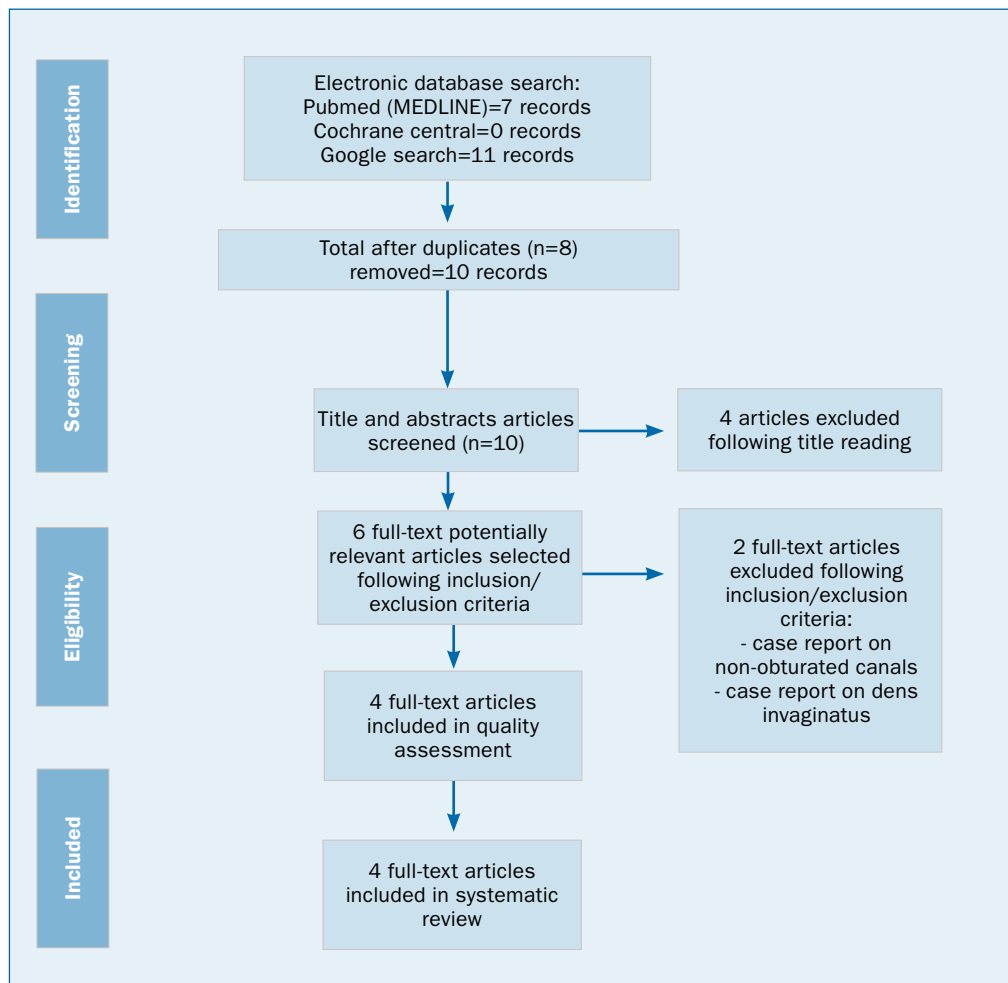 Identification
Electronic database search:
Pubmed (MEDLINE)=7 records
Cochrane central=0 records
Google search=11 records
Total after duplicates (n=8)
removed=10 records
Screening
Title and abstracts articles
screened (n=10)
4 articles excluded
following title reading
Eligibility
6 full-text potentially
relevant articles selected
following inclusion/
exclusion criteria
2 full-text articles
excluded following
inclusion/exclusion
criteria:
- case report on
non-obturated canals
- case report on dens
invaginatus
4 full-text articles
included in quality
assessment
Included
4 full-text articles
included in systematic
review